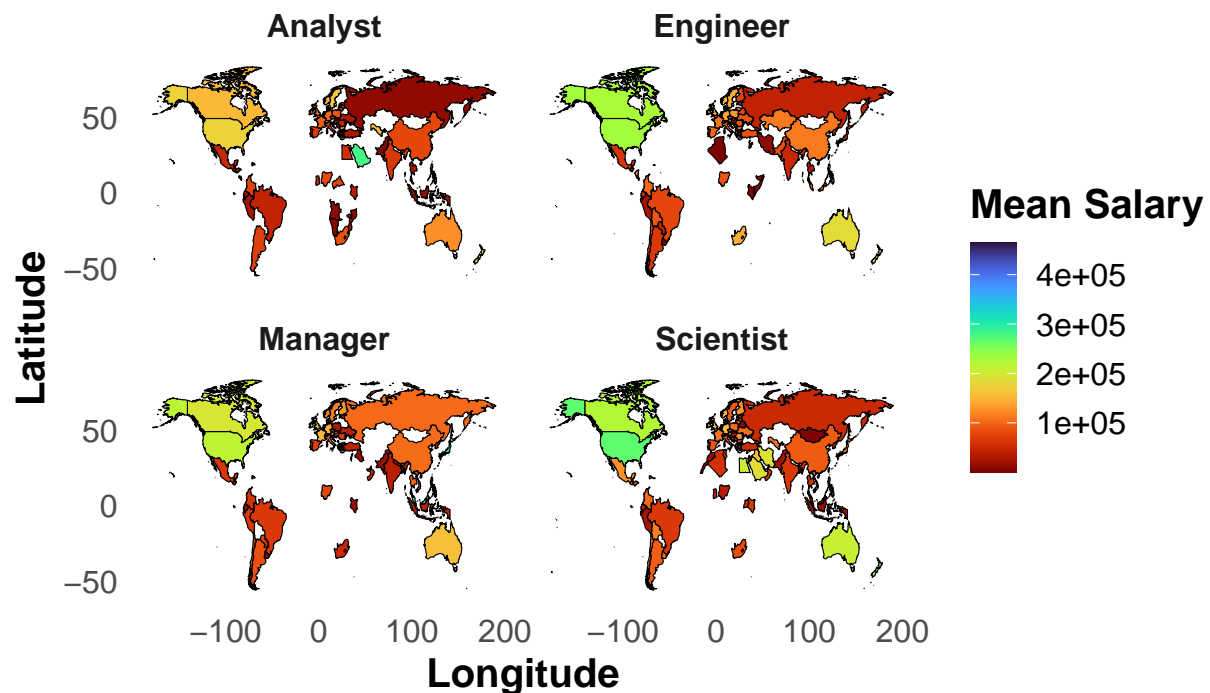 Analyst
Engineer
50
0
−50
Manager
Scientist
50
0
−50
−100 0 100 200
−100 0 100 200
Longitude
Latitude
Mean Salary
4e+05
3e+05
2e+05
1e+05